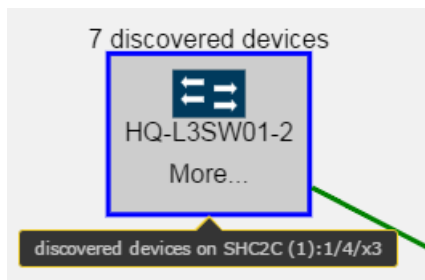 7 discovered devices
HQ-L3SW01-2
More...
discovered devices on SHC2C (1):1/4/x3